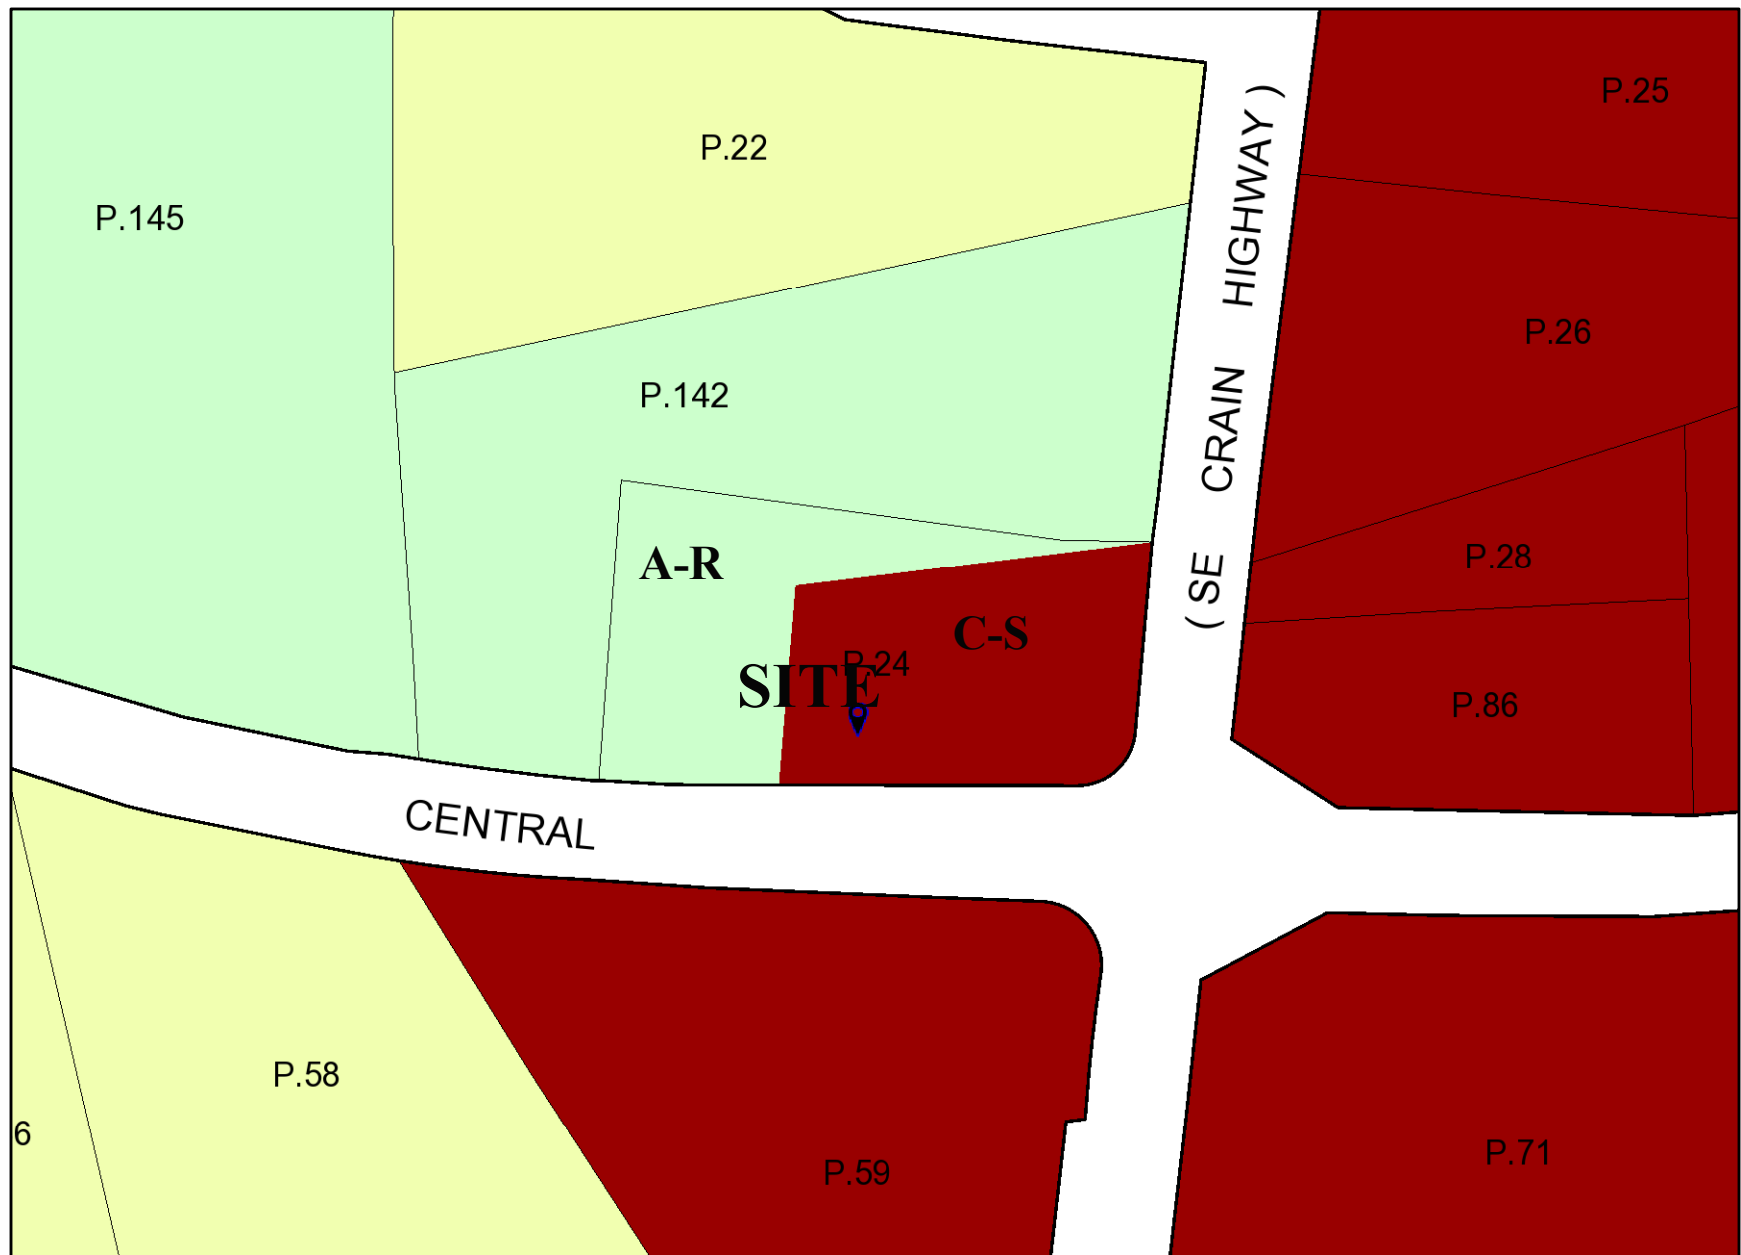 P.25
P.22
P.145
P.26
P.142
( SE CRAIN HIGHWAY )
A-R
P.28
C-S
P.24
SITE
P.86
CENTRAL
P.58
6
P.59
P.71